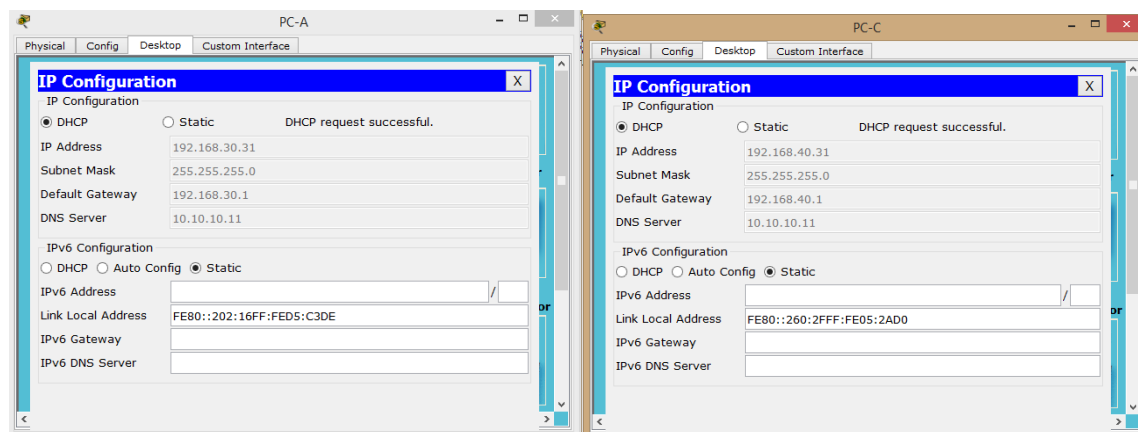 PC-A
Physical Config Desktop Custom Interface
IP Configuration X
IP Configuration
DHCP Static DHCP request successful.
IP Address 192.168.30.31
Subnet Mask 255.255.255.0
Default Gateway 192.168.30.1
DNS Server 10.10.10.11
IPv6 Configuration
DHCP Auto Config Static
IPv6 Address /
Link Local Address FE80::202:16FF:FED5:C3DE
IPv6 Gateway
IPv6 DNS Server
or
PC-C
Physical Config Desktop Custom Interface
IP Configuration X
IP Configuration
DHCP Static DHCP request successful.
IP Address 192.168.40.31
Subnet Mask 255.255.255.0
Default Gateway 192.168.40.1
DNS Server 10.10.10.11
IPv6 Configuration
DHCP Auto Config Static
IPv6 Address /
Link Local Address FE80::260:2FFF:FE05:2AD0
IPv6 Gateway
IPv6 DNS Server
or